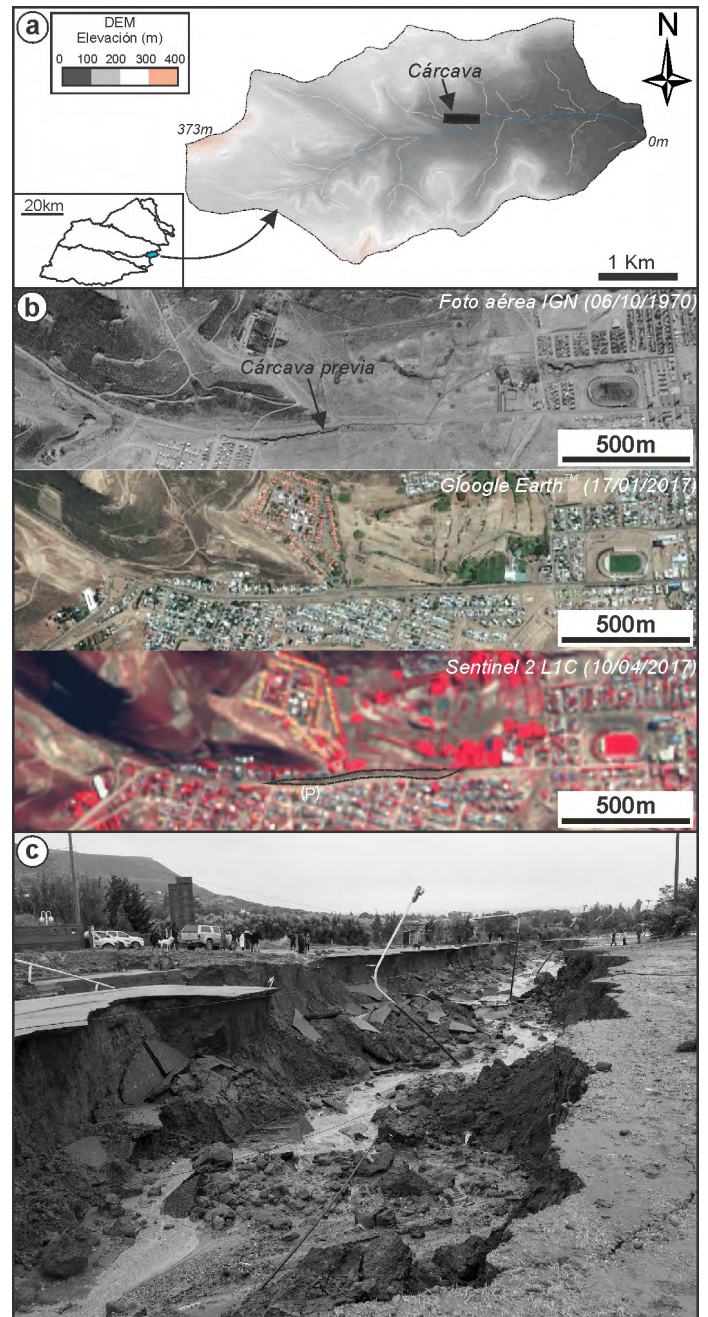 a
DEM
Elevación (m)
0 100 200 300 400
Cárcava
N
373m
0m
20km
1 Km
b
Foto aérea IGN (06/10/1970)
Cárcava previa
500m
Gloogle Earth™ (17/01/2017)
500m
Sentinel 2 L1C (10/04/2017)
(P)
500m
c